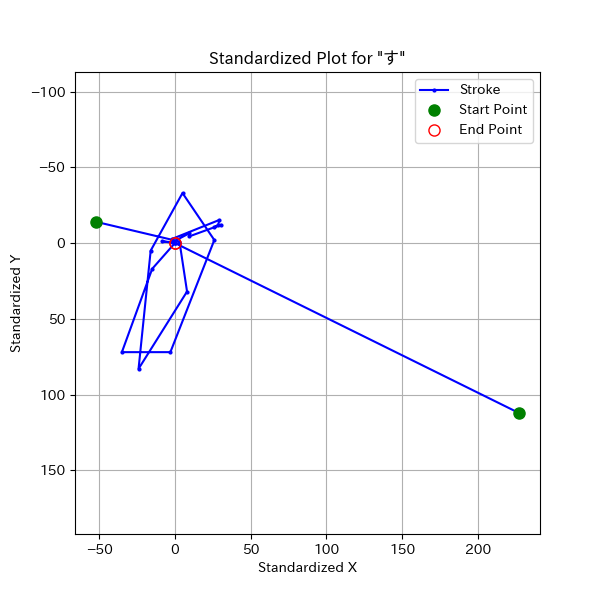 Standardized Plot for "す"
Stroke
Start Point
End Point
−100
−50
0
50
100
150
Standardized Y
−50 0 50 100 150 200
Standardized X